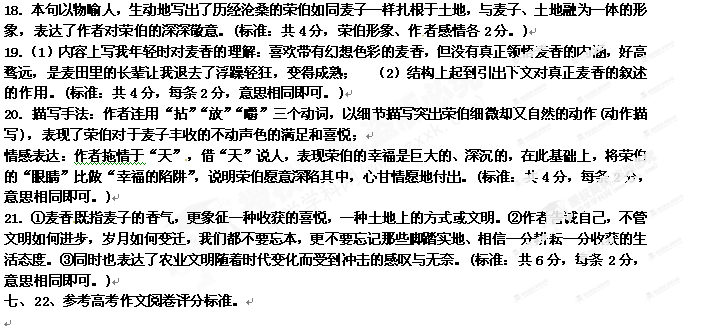 18. 本句以物喻人，生动地写出了历经沧桑的荣伯如同麦子一样扎根于土地，与麦子、土地融为一体的形
象，表达了作者对荣伯的深深敬意。(标准：共 4 分，荣伯形象、作者感情各 2 分。)
19.（1）内容上写我年轻时对麦香的理解：喜欢带有幻想色彩的麦香，但没有真正领悟麦香的内涵，好高
骛远，是麦田里的长辈让我退去了浮躁轻狂，变得成熟； （2）结构上起到引出下文对真正麦香的叙述
的作用。(标准：共 4 分，每条 2 分，意思相同即可。)
20. 描写手法：作者连用“拈”“放”“嚼”三个动词，以细节描写突出荣伯细微却又自然的动作(动作描
写)，表现了荣伯对于麦子丰收的不动声色的满足和喜悦；
情感表达：作者拖情于“天”，借“天”说人，表现荣伯的幸福是巨大的、深沉的，在此基础上，将荣伯
的“眼睛”比做“幸福的陷阱”，说明荣伯愿意深陷其中，心甘情愿地付出。(标准：共 4 分，每条 2 分，
意思相同即可。)
21. ①麦香既指麦子的香气，更象征一种收获的喜悦，一种土地上的方式或文明。②作者告诫自己，不管
文明如何进步，岁月如何变迁，我们都不要忘本，更不要忘记那些脚踏实地、相信一分耕耘一分收获的生
活态度。③同时也表达了农业文明随着时代变化而受到冲击的感叹与无奈。(标准：共 6 分，每条 2 分，
意思相同即可。)
七、22、参考高考作文阅卷评分标准。